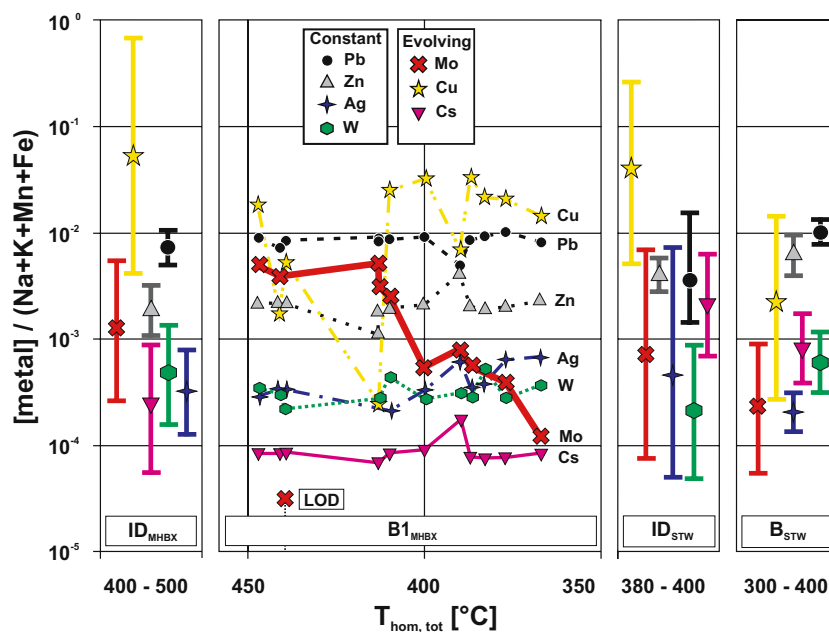 [metal] / (Na+K+Mn+Fe)
10⁰
10⁻¹
10⁻²
10⁻³
10⁻⁴
10⁻⁵
Constant
Pb
Zn
Ag
W
Evolving
Mo
Cu
Cs
Cu
Pb
Zn
Ag
W
Mo
Cs
LOD
ID_MHBX
B1_MHBX
ID_STW
B_STW
400 - 500
450
400
350
380 - 400
300 - 400
T_hom, tot [°C]